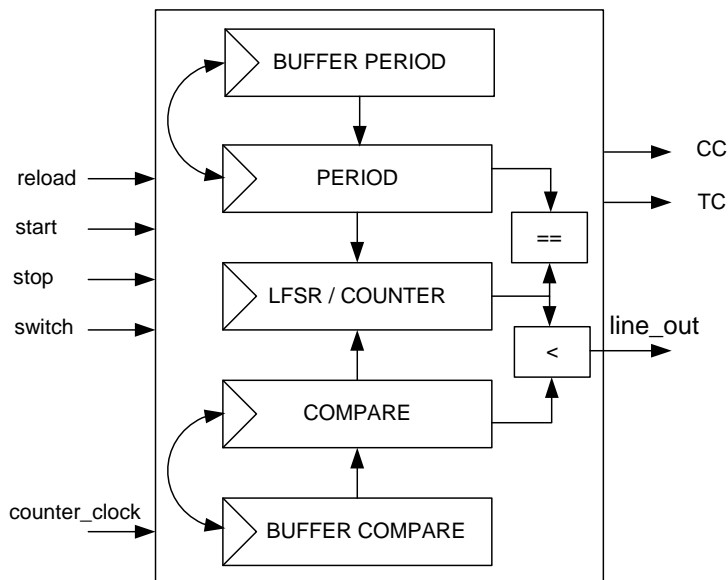 BUFFER PERIOD
PERIOD
LFSR / COUNTER
COMPARE
BUFFER COMPARE
==
<
reload
start
stop
switch
counter_clock
CC
TC
line_out